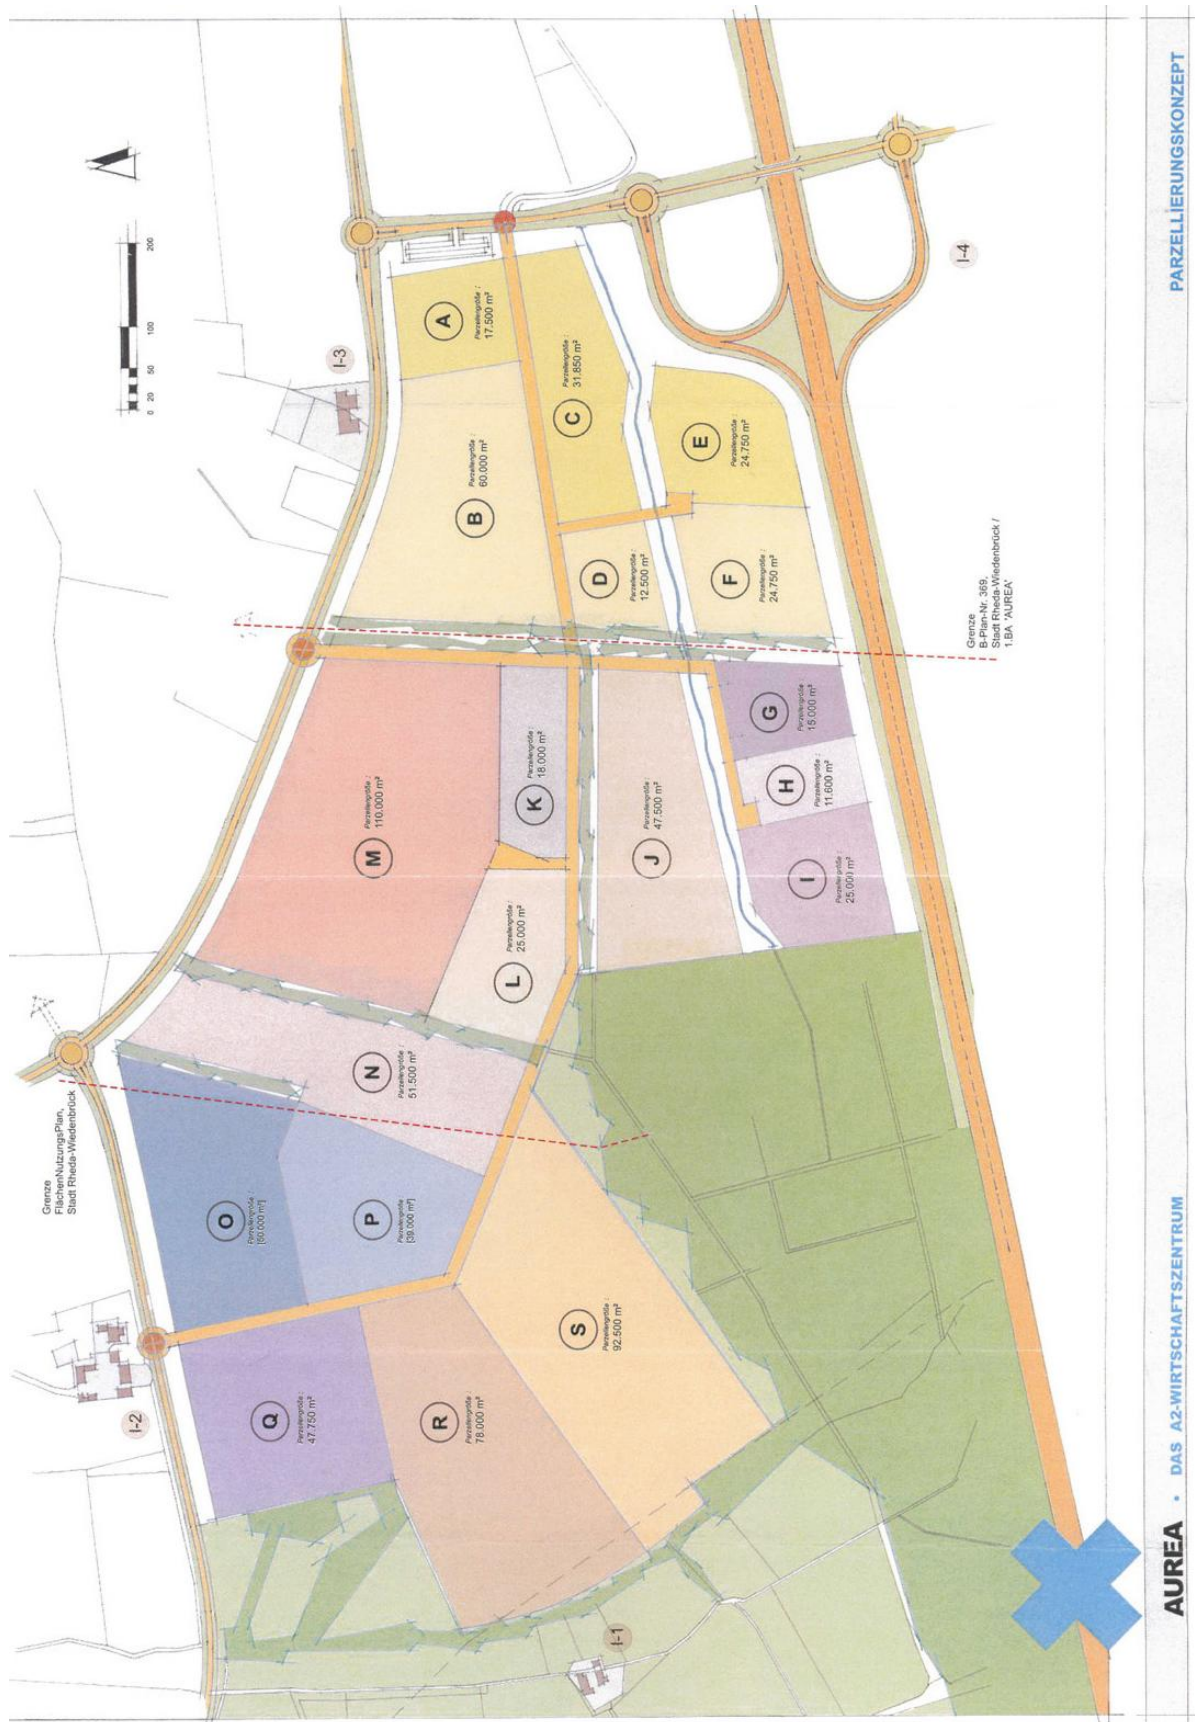 Grenze
FlächenNutzungsPlan,
Stadt Rheda-Wiedenbrück
0 20 50 100 200
I-2
I-3
O
Parzellengröße
[50.000 m²]
Q
Parzellengröße :
47.750 m²
P
Parzellengröße
[39.000 m²]
N
Parzellengröße :
51.500 m²
M
Parzellengröße :
110.000 m²
B
Parzellengröße :
60.000 m²
A
Parzellengröße :
17.500 m²
R
Parzellengröße :
78.000 m²
L
Parzellengröße :
25.000 m²
K
Parzellengröße :
18.000 m²
S
Parzellengröße :
92.500 m²
C
Parzellengröße :
31.850 m²
D
Parzellengröße :
12.500 m²
J
Parzellengröße :
47.500 m²
E
Parzellengröße :
24.750 m²
F
Parzellengröße :
24.750 m²
G
Parzellengröße :
15.000 m²
H
Parzellengröße :
11.600 m²
I
Parzellengröße :
25.000 m²
I-1
I-4
Grenze
B-Plan-Nr. 369,
Stadt Rheda-Wiedenbrück /
1.BA 'AUREA'
AUREA • DAS A2-WIRTSCHAFTSZENTRUM PARZELLIERUNGSKONZEPT